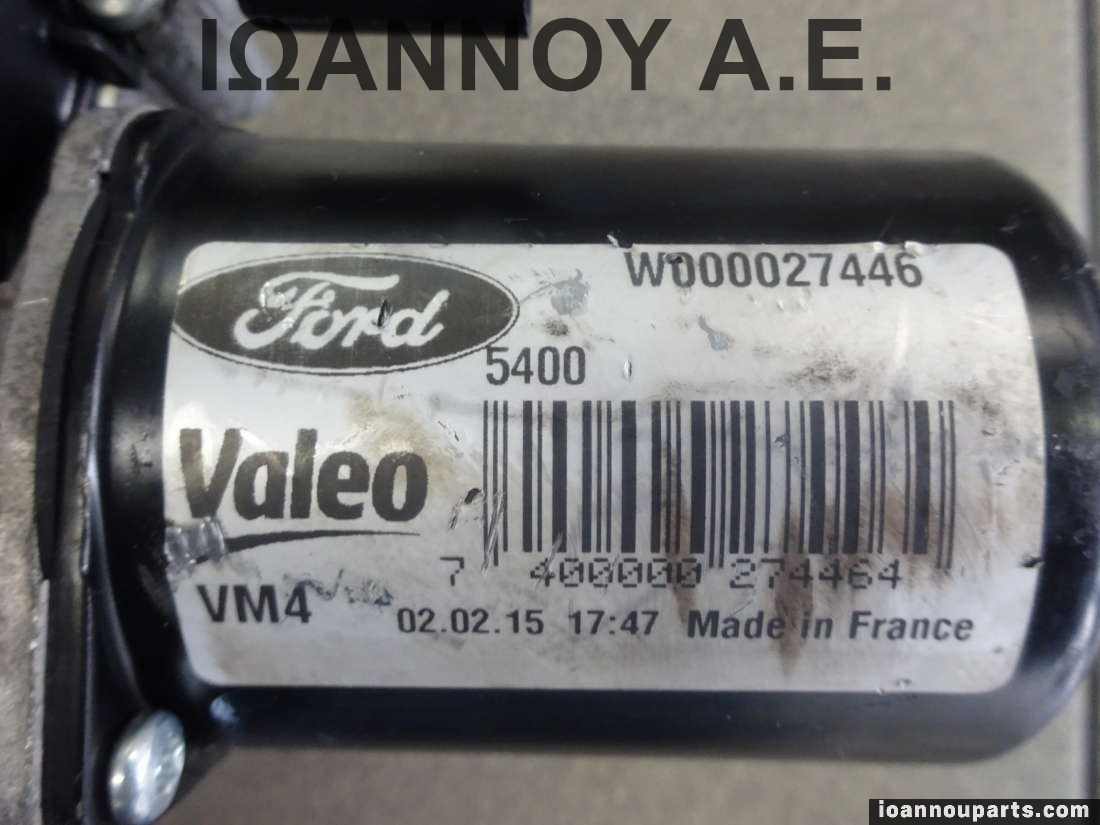 ΙΩΑΝΝΟΥ Α.Ε.
Ford
W000027446
5400
Valeo
7 400000 274464
VM4
02.02.15 17:47 Made in France
ioannouparts.com